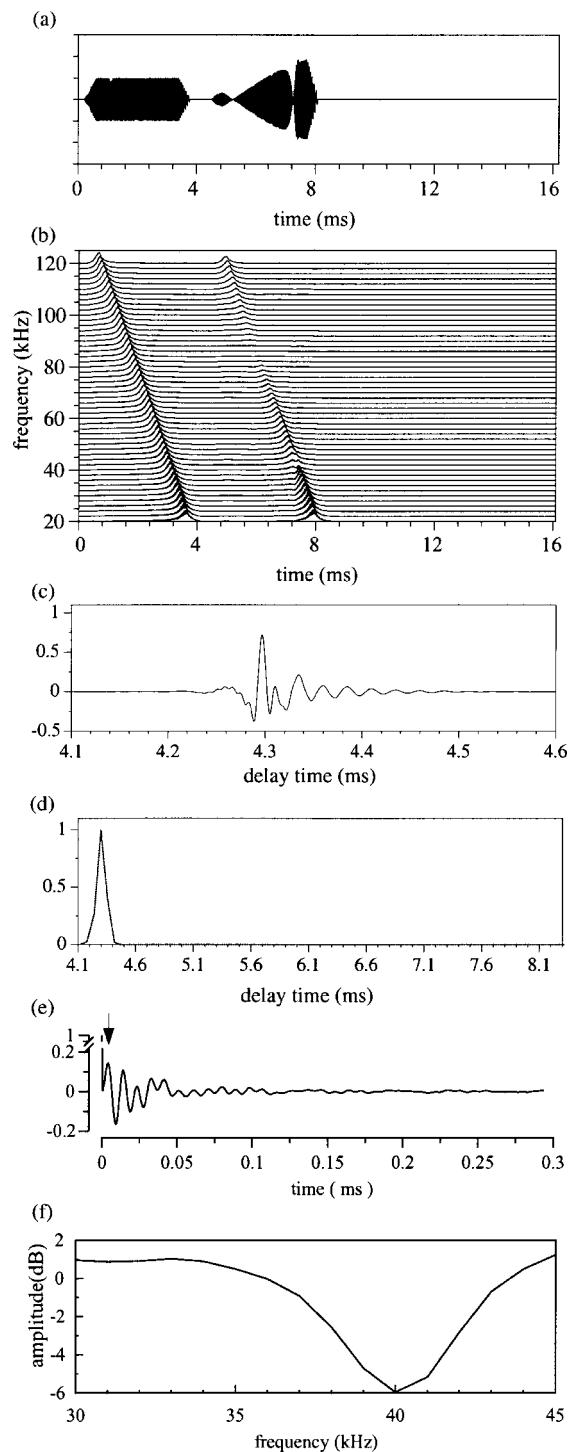 (a)
0 4 8 12 16
time (ms)
(b)
120
100
80
60
40
20
frequency (kHz)
0 4 8 12 16
time (ms)
(c)
1
0.5
0
-0.5
4.1 4.2 4.3 4.4 4.5 4.6
delay time (ms)
(d)
1
0.5
0
4.1 4.6 5.1 5.6 6.1 6.6 7.1 7.6 8.1
delay time (ms)
(e)
1
0.2
0
-0.2
0 0.05 0.1 0.15 0.2 0.25 0.3
time ( ms )
(f)
2
0
-2
-4
-6
amplitude(dB)
30 35 40 45
frequency (kHz)